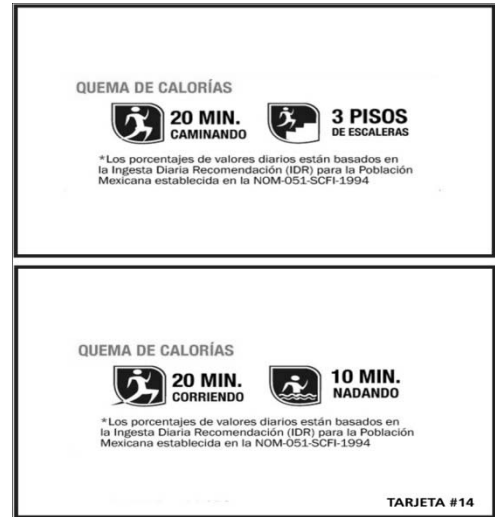 QUEMA DE CALORÍAS
20 MIN.
CAMINANDO
3 PISOS
DE ESCALERAS
*Los porcentajes de valores diarios están basados en
la Ingesta Diaria Recomendación (IDR) para la Población
Mexicana establecida en la NOM-051-SCFI-1994
QUEMA DE CALORÍAS
20 MIN.
CORRIENDO
10 MIN.
NADANDO
*Los porcentajes de valores diarios están basados en
la Ingesta Diaria Recomendación (IDR) para la Población
Mexicana establecida en la NOM-051-SCFI-1994
TARJETA #14